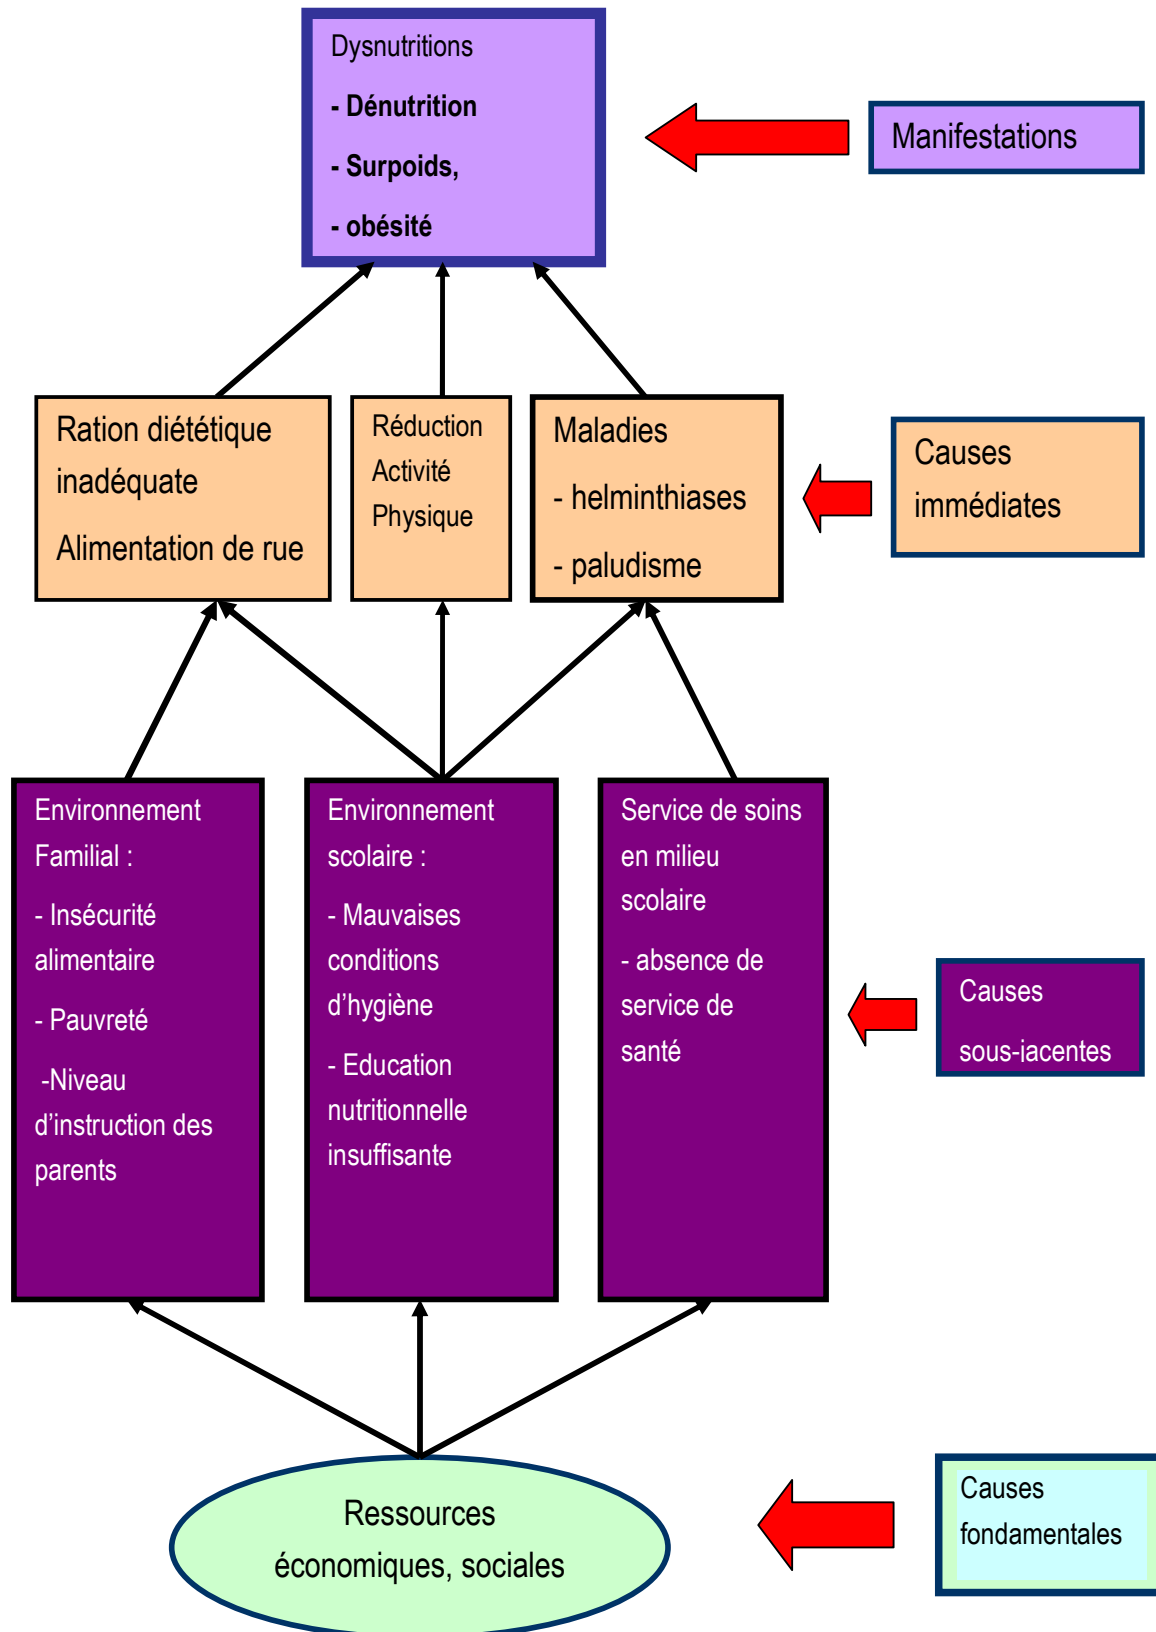 Dysnutritions
- Dénutrition
- Surpoids,
- obésité
Manifestations
Ration diététique
inadéquate
Alimentation de rue
Réduction
Activité
Physique
Maladies
- helminthiases
- paludisme
Causes
immédiates
Environnement
Familial :
- Insécurité
alimentaire
- Pauvreté
-Niveau
d’instruction des
parents
Environnement
scolaire :
- Mauvaises
conditions
d’hygiène
- Education
nutritionnelle
insuffisante
Service de soins
en milieu
scolaire
- absence de
service de
santé
Causes
sous-jacentes
Ressources
économiques, sociales
Causes
fondamentales